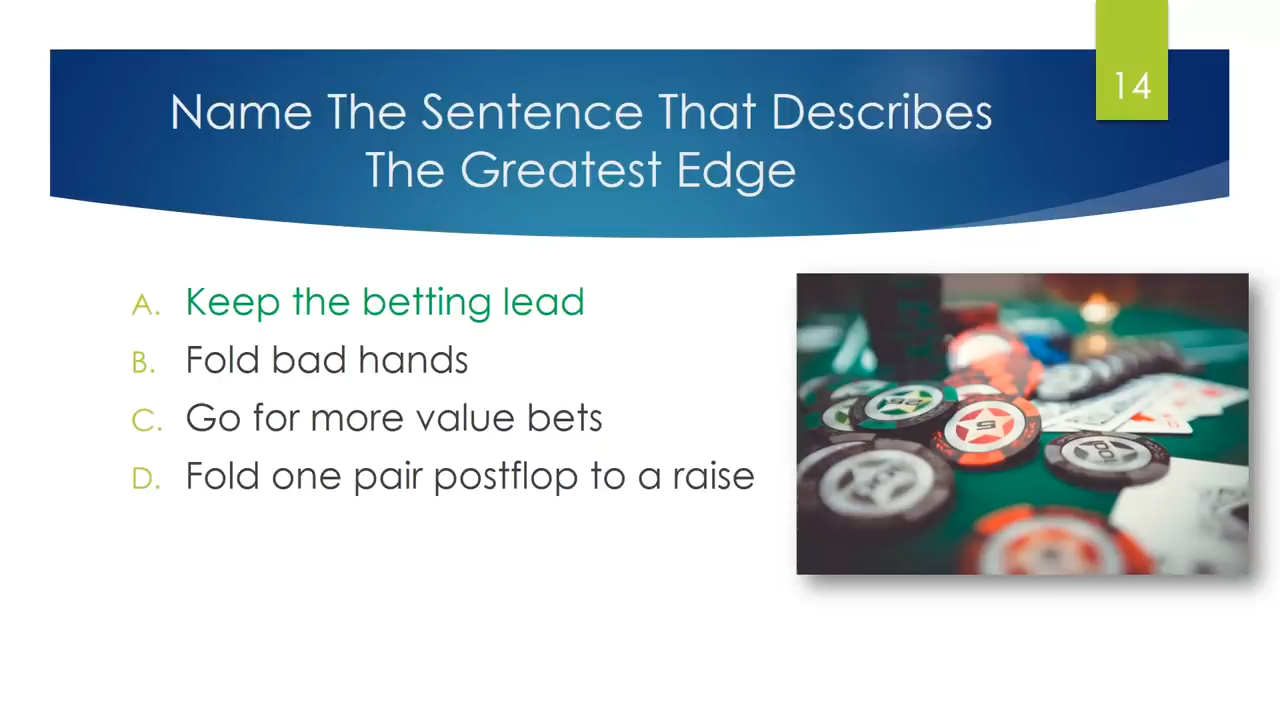 14
Name The Sentence That Describes
The Greatest Edge
A. Keep the betting lead
B. Fold bad hands
C. Go for more value bets
D. Fold one pair postflop to a raise
5